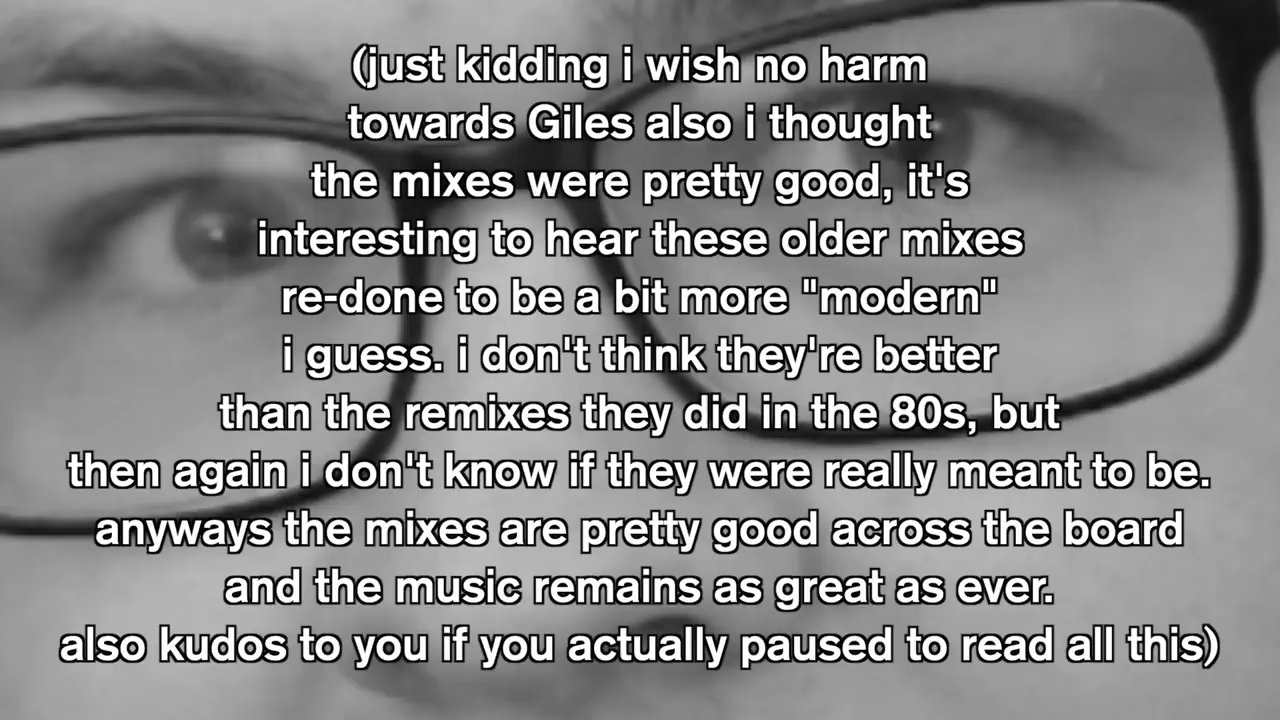 (just kidding i wish no harm
towards Giles also i thought
the mixes were pretty good, it's
interesting to hear these older mixes
re-done to be a bit more "modern"
i guess. i don't think they're better
than the remixes they did in the 80s, but
then again i don't know if they were really meant to be.
anyways the mixes are pretty good across the board
and the music remains as great as ever.
also kudos to you if you actually paused to read all this)